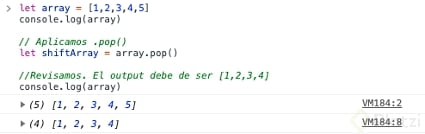 > let array = [1,2,3,4,5]
console.log(array)
// Aplicamos .pop()
let shiftArray = array.pop()
//Revisamos. El output debe de ser [1,2,3,4]
console.log(array)
▸ (5) [1, 2, 3, 4, 5] VM184:2
▸ (4) [1, 2, 3, 4] VM184:8